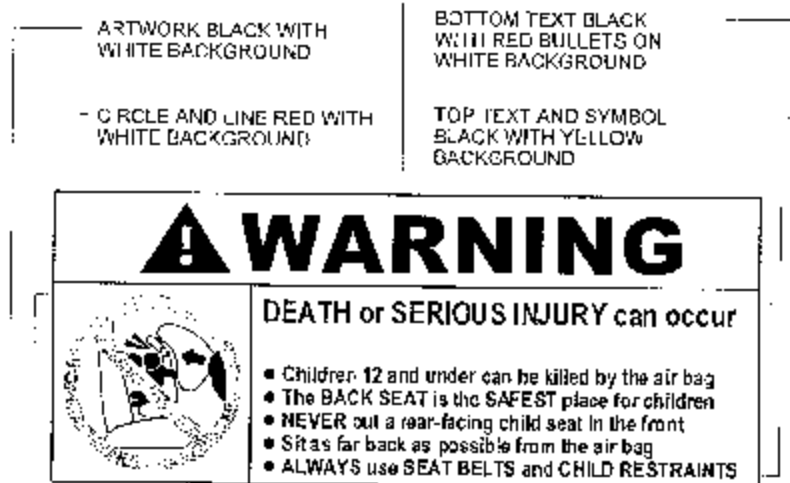 ARTWORK BLACK WITH
WHITE BACKGROUND
CIRCLE AND LINE RED WITH
WHITE BACKGROUND
BOTTOM TEXT BLACK
WITH RED BULLETS ON
WHITE BACKGROUND
TOP TEXT AND SYMBOL
BLACK WITH YELLOW
BACKGROUND
WARNING
DEATH or SERIOUS INJURY can occur
• Children 12 and under can be killed by the air bag
• The BACK SEAT is the SAFEST place for children
• NEVER put a rear-facing child seat in the front
• Sit as far back as possible from the air bag
• ALWAYS use SEAT BELTS and CHILD RESTRAINTS